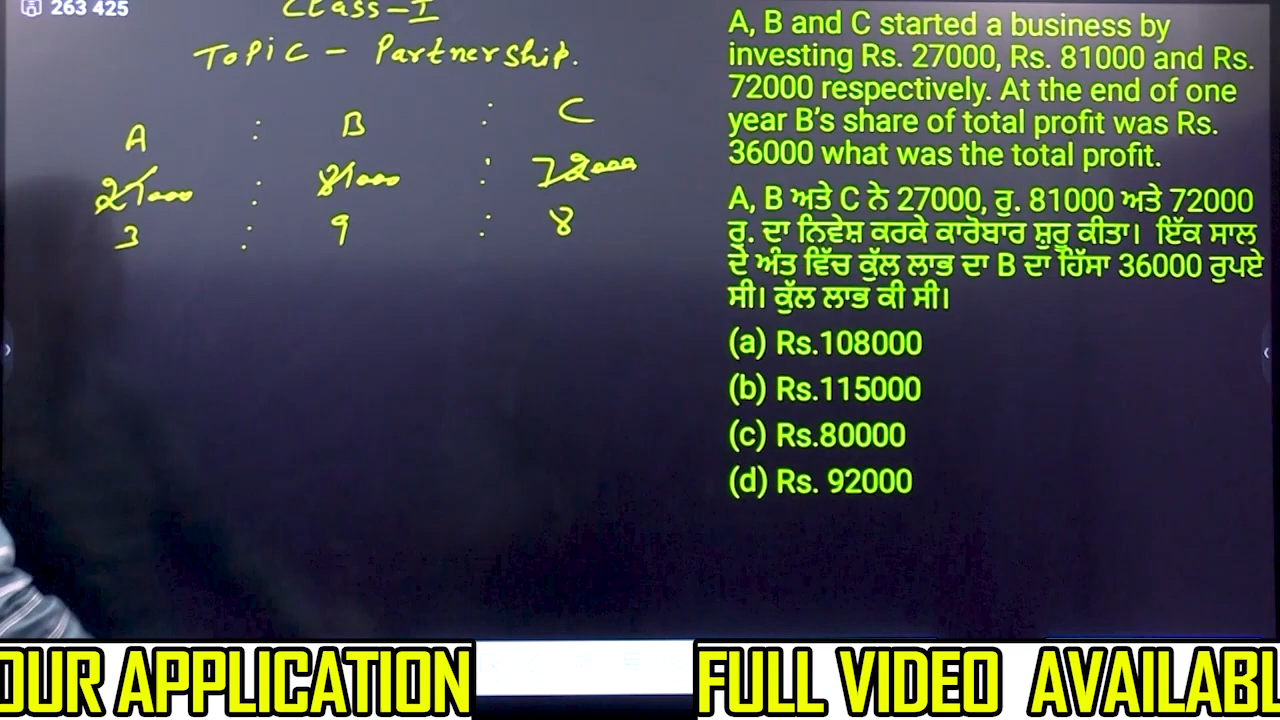 263 425
Class-I
Topic - Partnership.
A : B : C
27000 : 81000 : 72000
3 : 9 : 8
A, B and C started a business by
investing Rs. 27000, Rs. 81000 and Rs.
72000 respectively. At the end of one
year B's share of total profit was Rs.
36000 what was the total profit.
A, B ਅਤੇ C ਨੇ 27000, ਰੁ. 81000 ਅਤੇ 72000
ਰੁ. ਦਾ ਨਿਵੇਸ਼ ਕਰਕੇ ਕਾਰੋਬਾਰ ਸ਼ੁਰੂ ਕੀਤਾ। ਇੱਕ ਸਾਲ
ਦੇ ਅੰਤ ਵਿੱਚ ਕੁੱਲ ਲਾਭ ਦਾ B ਦਾ ਹਿੱਸਾ 36000 ਰੁਪਏ
ਸੀ। ਕੁੱਲ ਲਾਭ ਕੀ ਸੀ।
(a) Rs.108000
(b) Rs.115000
(c) Rs.80000
(d) Rs. 92000
OUR APPLICATION FULL VIDEO AVAILABL